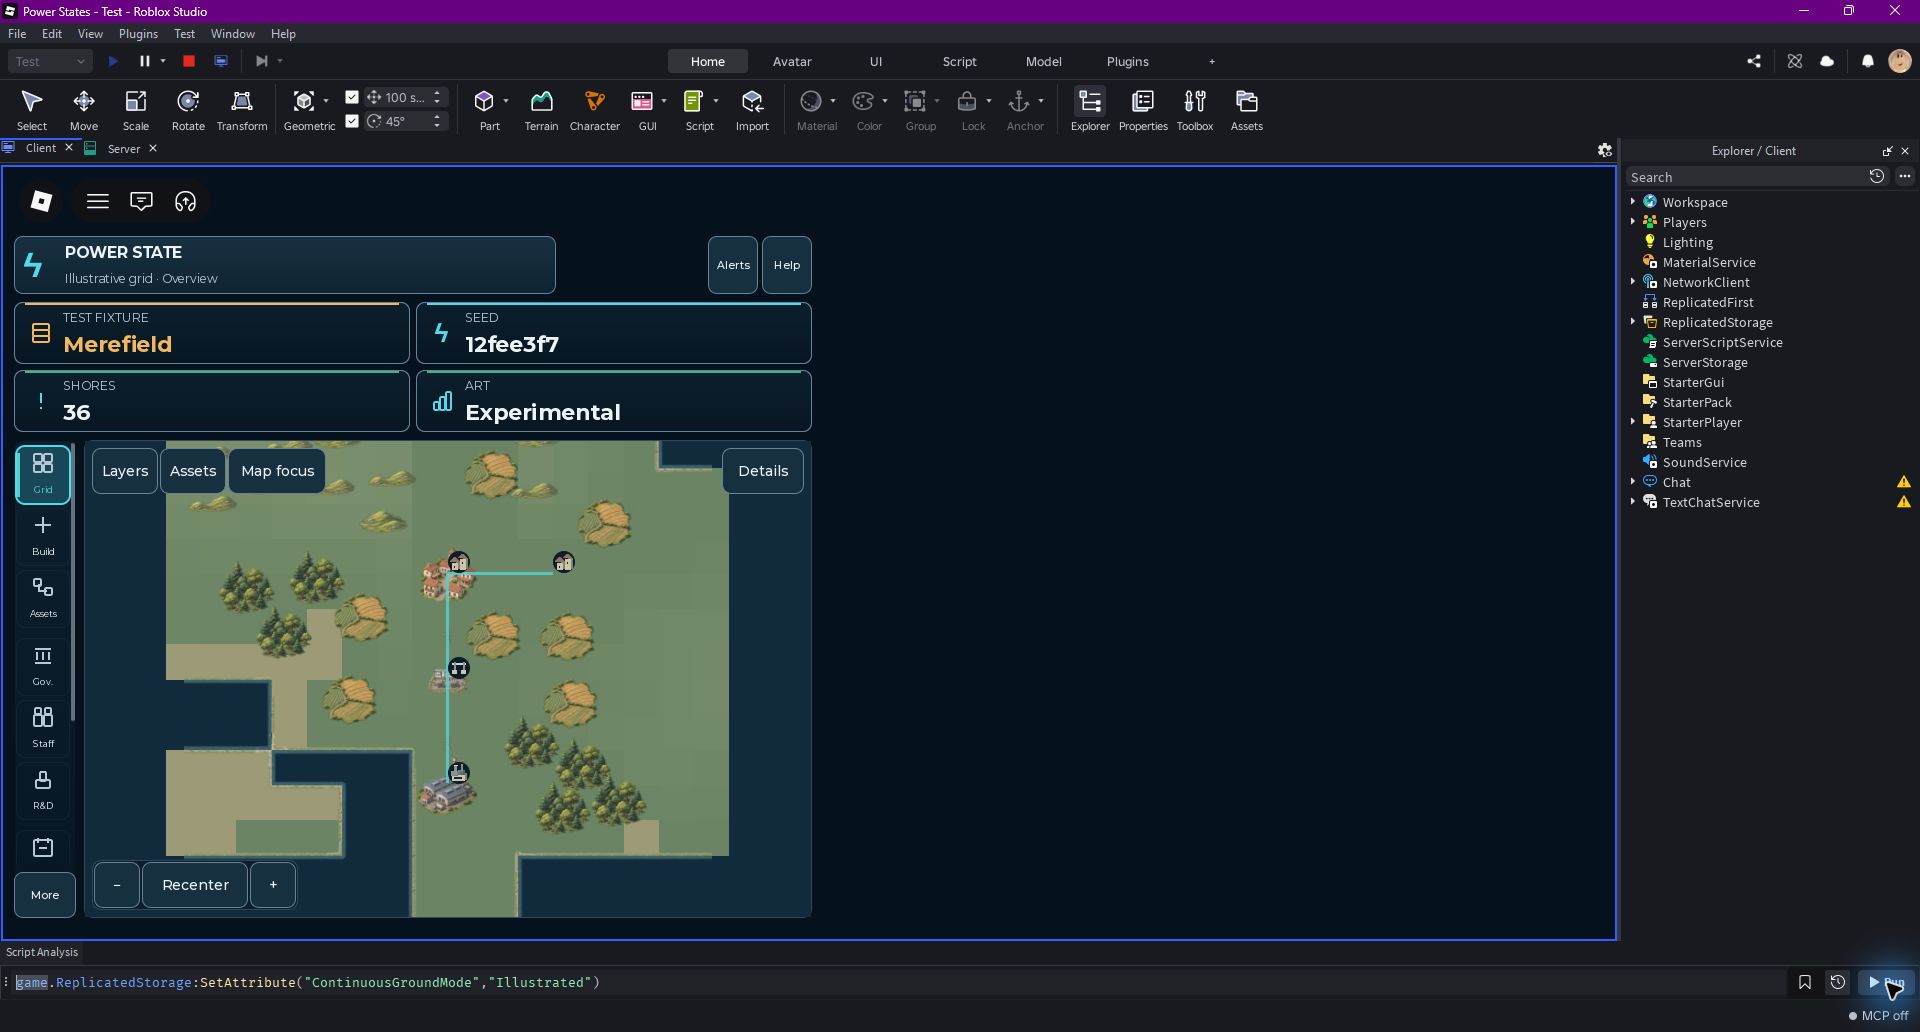 Power States - Test - Roblox Studio
File Edit View Plugins Test Window Help
Test
Home Avatar UI Script Model Plugins +
100 s...
45°
Select Move Scale Rotate Transform Geometric Part Terrain Character GUI Script Import Material Color Group Lock Anchor Explorer Properties Toolbox Assets
Client Server
Explorer / Client
Search
Workspace
Players
Lighting
MaterialService
NetworkClient
ReplicatedFirst
ReplicatedStorage
ServerScriptService
ServerStorage
StarterGui
StarterPack
StarterPlayer
Teams
SoundService
Chat
TextChatService
POWER STATE
Illustrative grid · Overview
Alerts
Help
TEST FIXTURE
Merefield
SEED
12fee3f7
SHORES
36
ART
Experimental
Grid
Build
Assets
Gov.
Staff
R&D
More
Layers
Assets
Map focus
Details
-
Recenter
+
Script Analysis
game.ReplicatedStorage:SetAttribute("ContinuousGroundMode","Illustrated")
Run
MCP off